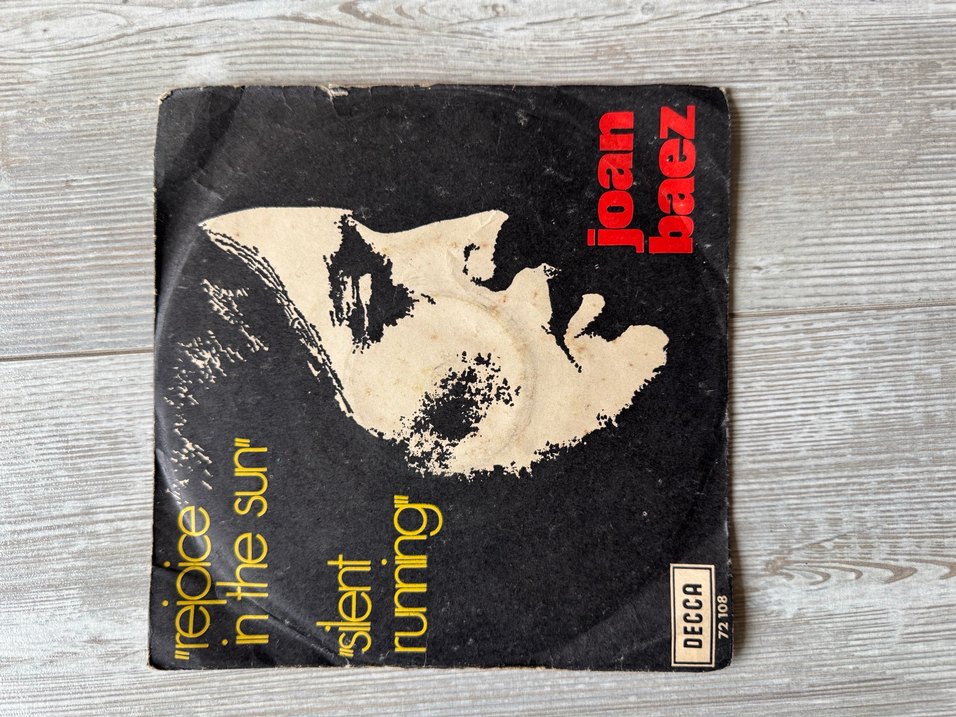 "rejoice
in the sun"
"silent
running"
joan
baez
DECCA
72 108